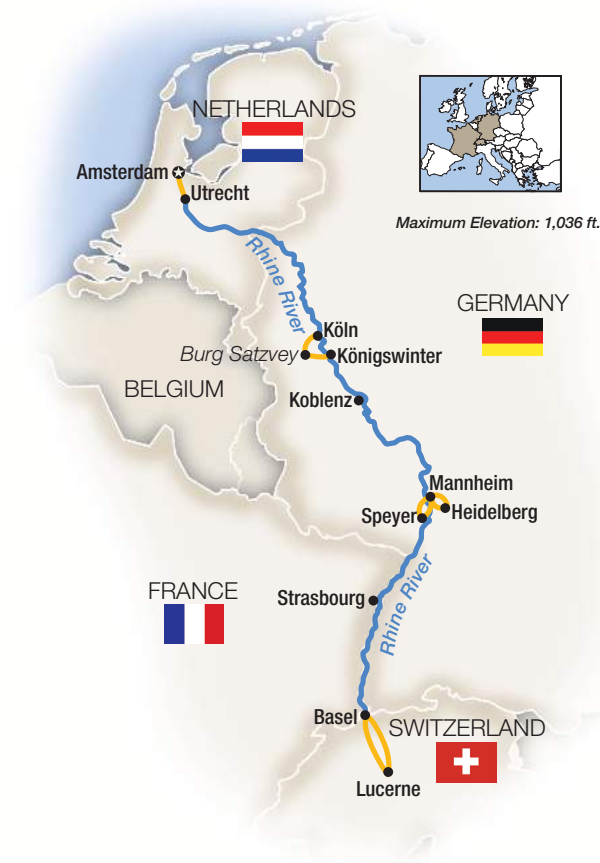 NETHERLANDS
Amsterdam
Utrecht
Maximum Elevation: 1,036 ft.
Rhine River
GERMANY
Köln
Burg Satzvey
Königswinter
BELGIUM
Koblenz
Mannheim
Speyer
Heidelberg
FRANCE
Strasbourg
Rhine River
Basel
SWITZERLAND
Lucerne